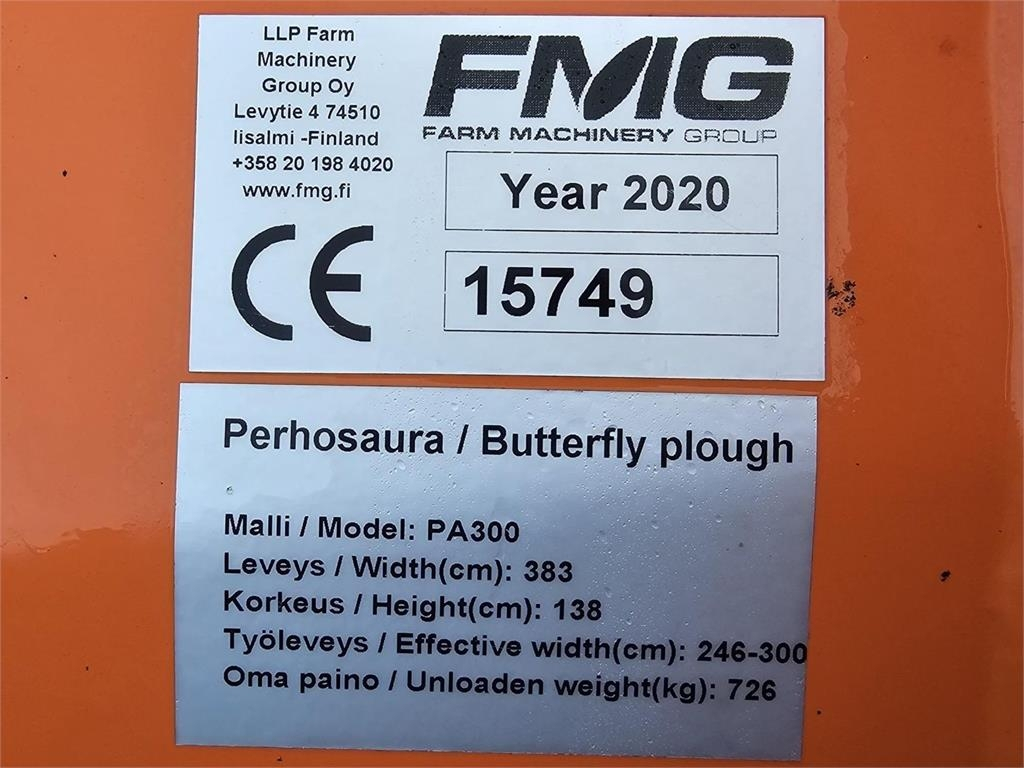 LLP Farm
Machinery
Group Oy
Levytie 4 74510
Iisalmi -Finland
+358 20 198 4020
www.fmg.fi
CE
FMG
FARM MACHINERY GROUP
Year 2020
15749
Perhosaura / Butterfly plough
Malli / Model: PA300
Leveys / Width(cm): 383
Korkeus / Height(cm): 138
Työleveys / Effective width(cm): 246-300
Oma paino / Unloaden weight(kg): 726